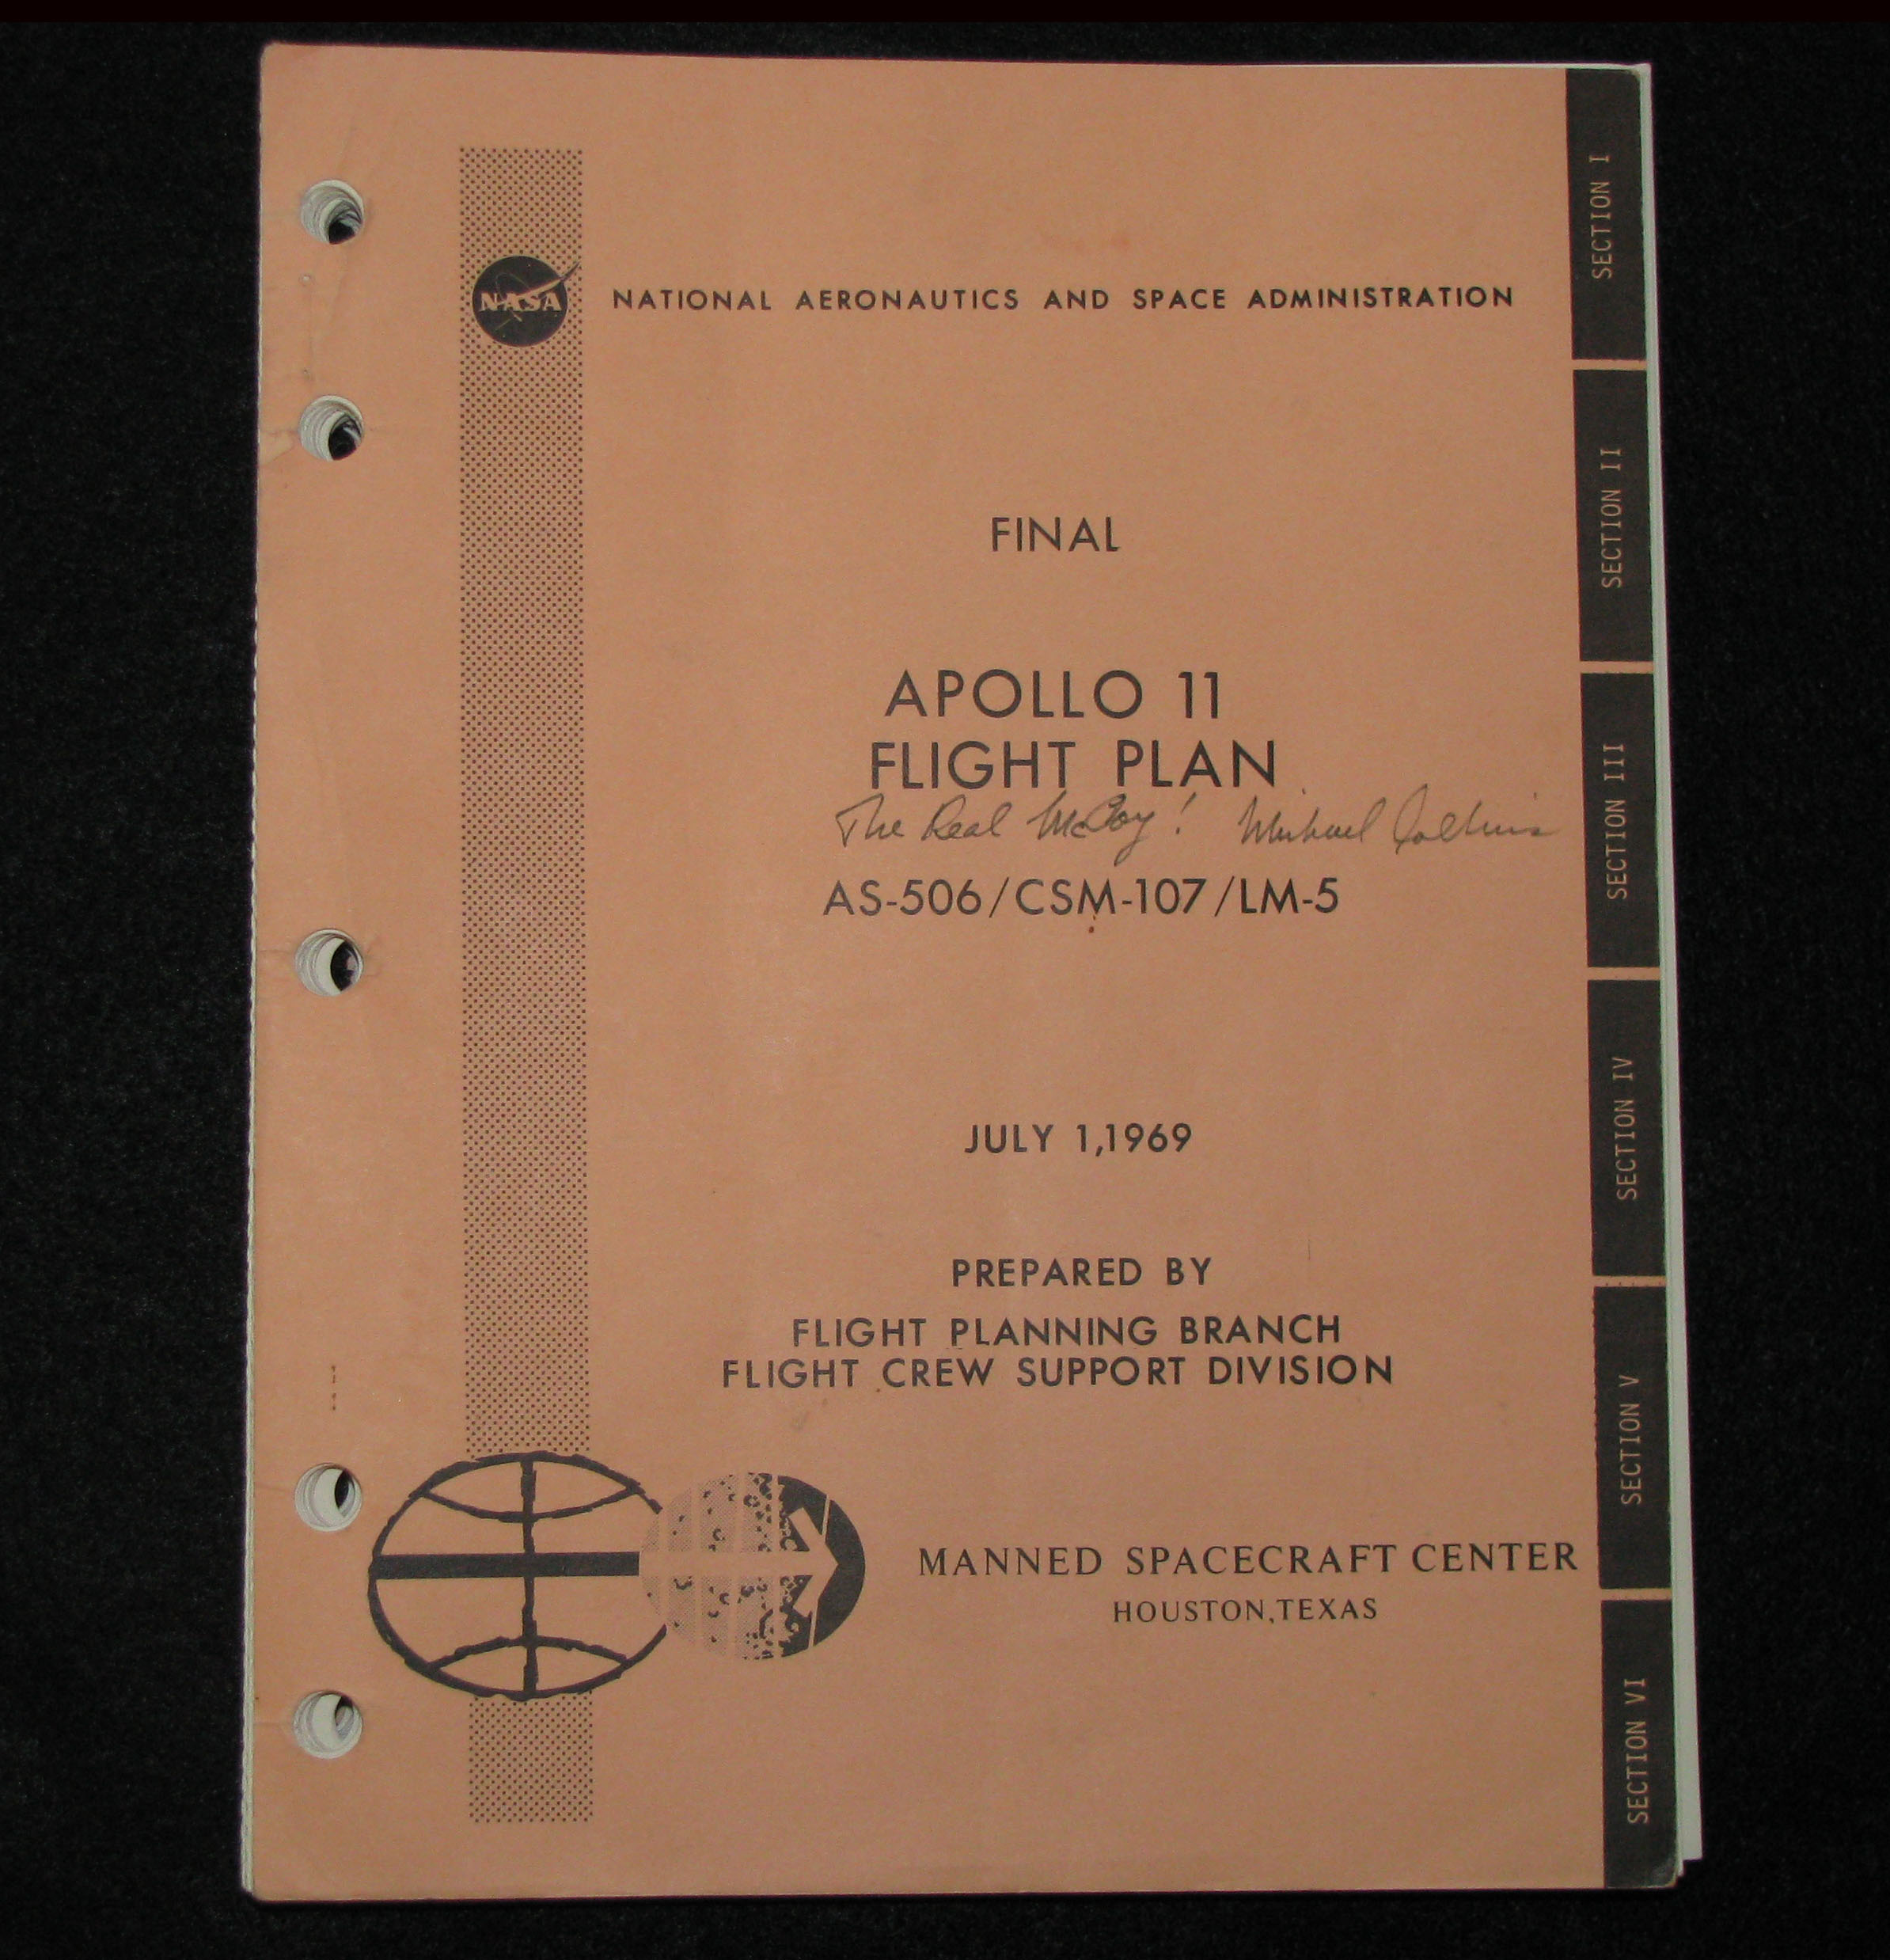 NASA NATIONAL AERONAUTICS AND SPACE ADMINISTRATION
FINAL
APOLLO 11
FLIGHT PLAN
The Real McCoy! Michael Collins
AS-506/CSM-107/LM-5
JULY 1,1969
PREPARED BY
FLIGHT PLANNING BRANCH
FLIGHT CREW SUPPORT DIVISION
MANNED SPACECRAFT CENTER
HOUSTON,TEXAS
SECTION I
SECTION II
SECTION III
SECTION IV
SECTION V
SECTION VI